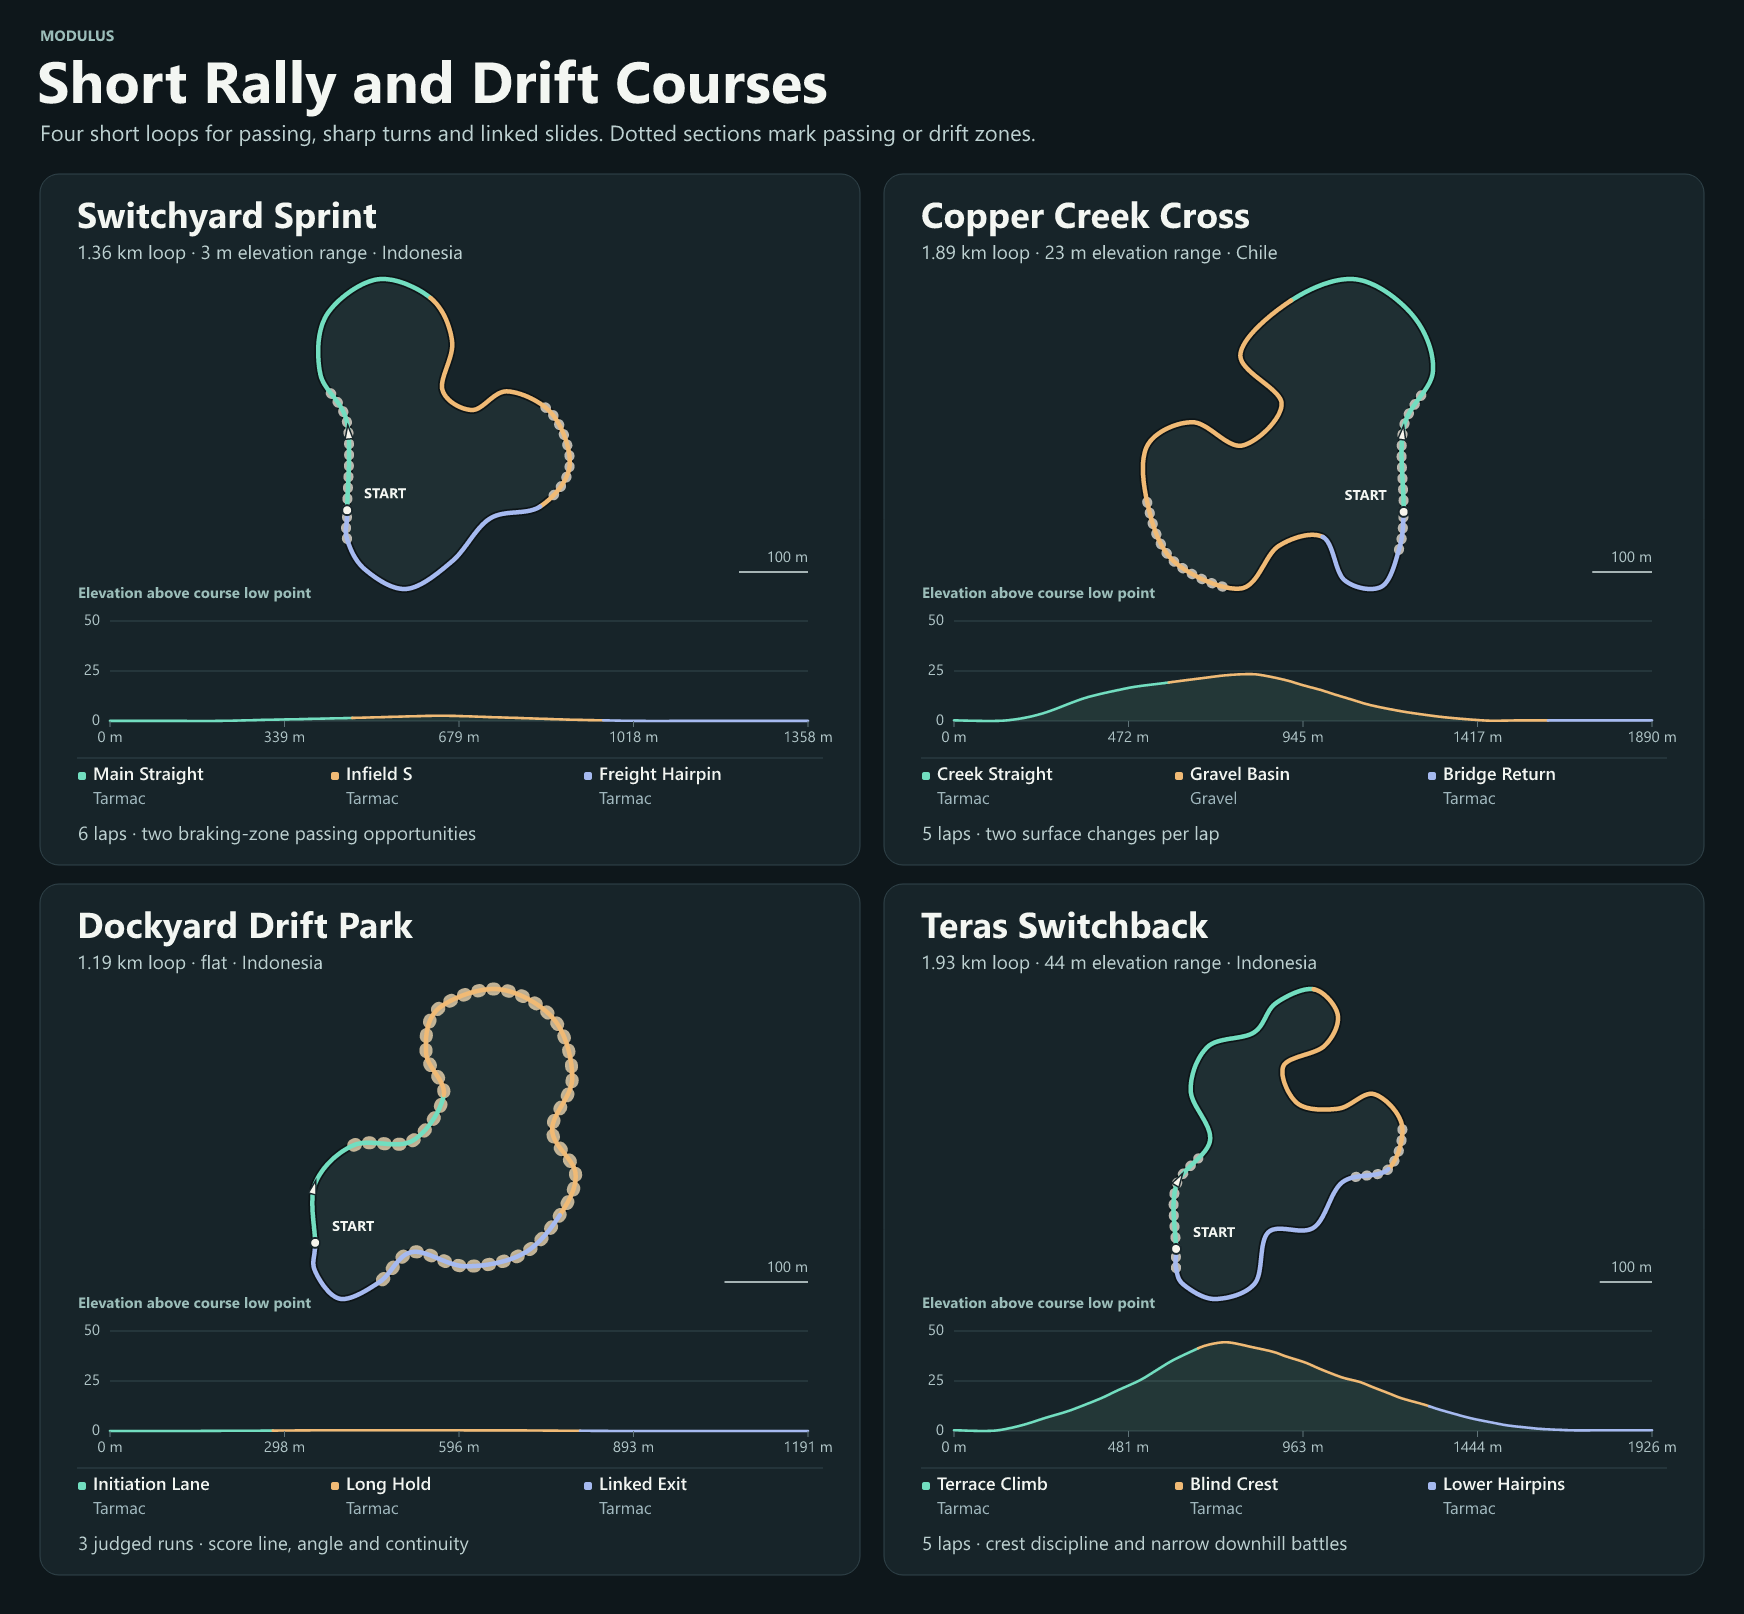 MODULUS
Short Rally and Drift Courses
Four short loops for passing, sharp turns and linked slides. Dotted sections mark passing or drift zones.
Switchyard Sprint
1.36 km loop · 3 m elevation range · Indonesia
START
100 m
Elevation above course low point
50
25
0
0 m 339 m 679 m 1018 m 1358 m
Main Straight Infield S Freight Hairpin
Tarmac Tarmac Tarmac
6 laps · two braking-zone passing opportunities
Copper Creek Cross
1.89 km loop · 23 m elevation range · Chile
START
100 m
Elevation above course low point
50
25
0
0 m 472 m 945 m 1417 m 1890 m
Creek Straight Gravel Basin Bridge Return
Tarmac Gravel Tarmac
5 laps · two surface changes per lap
Dockyard Drift Park
1.19 km loop · flat · Indonesia
START
100 m
Elevation above course low point
50
25
0
0 m 298 m 596 m 893 m 1191 m
Initiation Lane Long Hold Linked Exit
Tarmac Tarmac Tarmac
3 judged runs · score line, angle and continuity
Teras Switchback
1.93 km loop · 44 m elevation range · Indonesia
START
100 m
Elevation above course low point
50
25
0
0 m 481 m 963 m 1444 m 1926 m
Terrace Climb Blind Crest Lower Hairpins
Tarmac Tarmac Tarmac
5 laps · crest discipline and narrow downhill battles